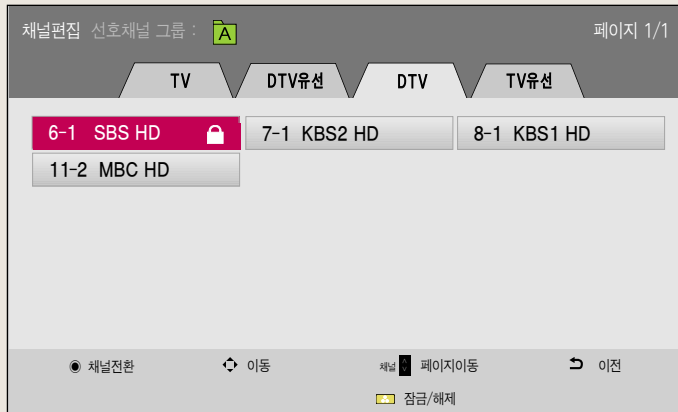 채널편집 선호채널 그룹 : A 페이지 1/1
TV DTV유선 DTV TV유선
6-1 SBS HD 7-1 KBS2 HD 8-1 KBS1 HD
11-2 MBC HD
채널전환 이동 채널 페이지이동 이전
잠금/해제